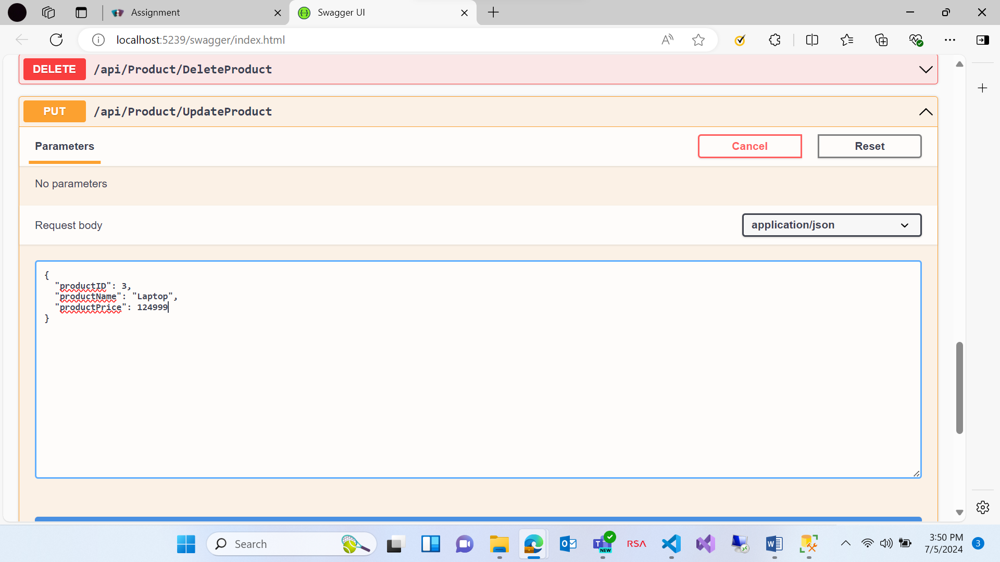 Assignment
Swagger UI
localhost:5239/swagger/index.html
DELETE /api/Product/DeleteProduct
PUT /api/Product/UpdateProduct
Parameters
Cancel
Reset
No parameters
Request body
application/json
{
"productID": 3,
"productName": "Laptop",
"productPrice": 124999
}
Search
NEW
RSA
3:50 PM
7/5/2024
3